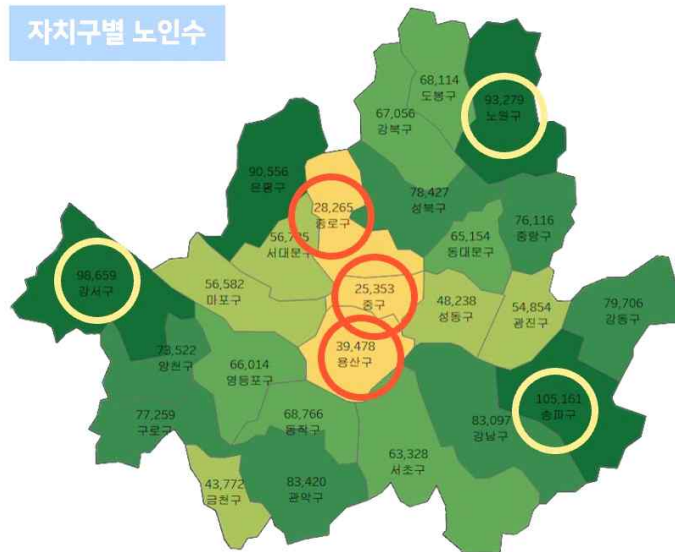 자치구별 노인수
68,114
도봉구
93,279
노원구
67,056
강북구
90,556
은평구
78,427
성북구
28,265
종로구
76,116
중랑구
56,785
서대문구
65,154
동대문구
98,659
강서구
56,582
마포구
25,353
중구
48,238
성동구
54,854
광진구
79,706
강동구
73,522
양천구
66,014
영등포구
39,478
용산구
105,161
송파구
77,259
구로구
68,766
동작구
83,097
강남구
63,328
서초구
43,772
금천구
83,420
관악구